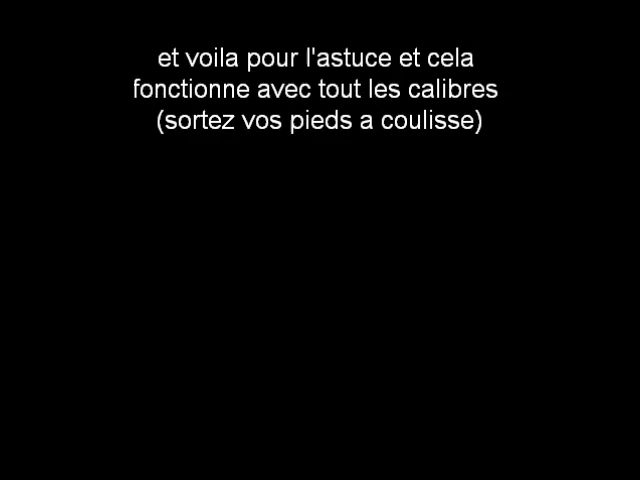 et voila pour l'astuce et cela
fonctionne avec tout les calibres
(sortez vos pieds a coulisse)